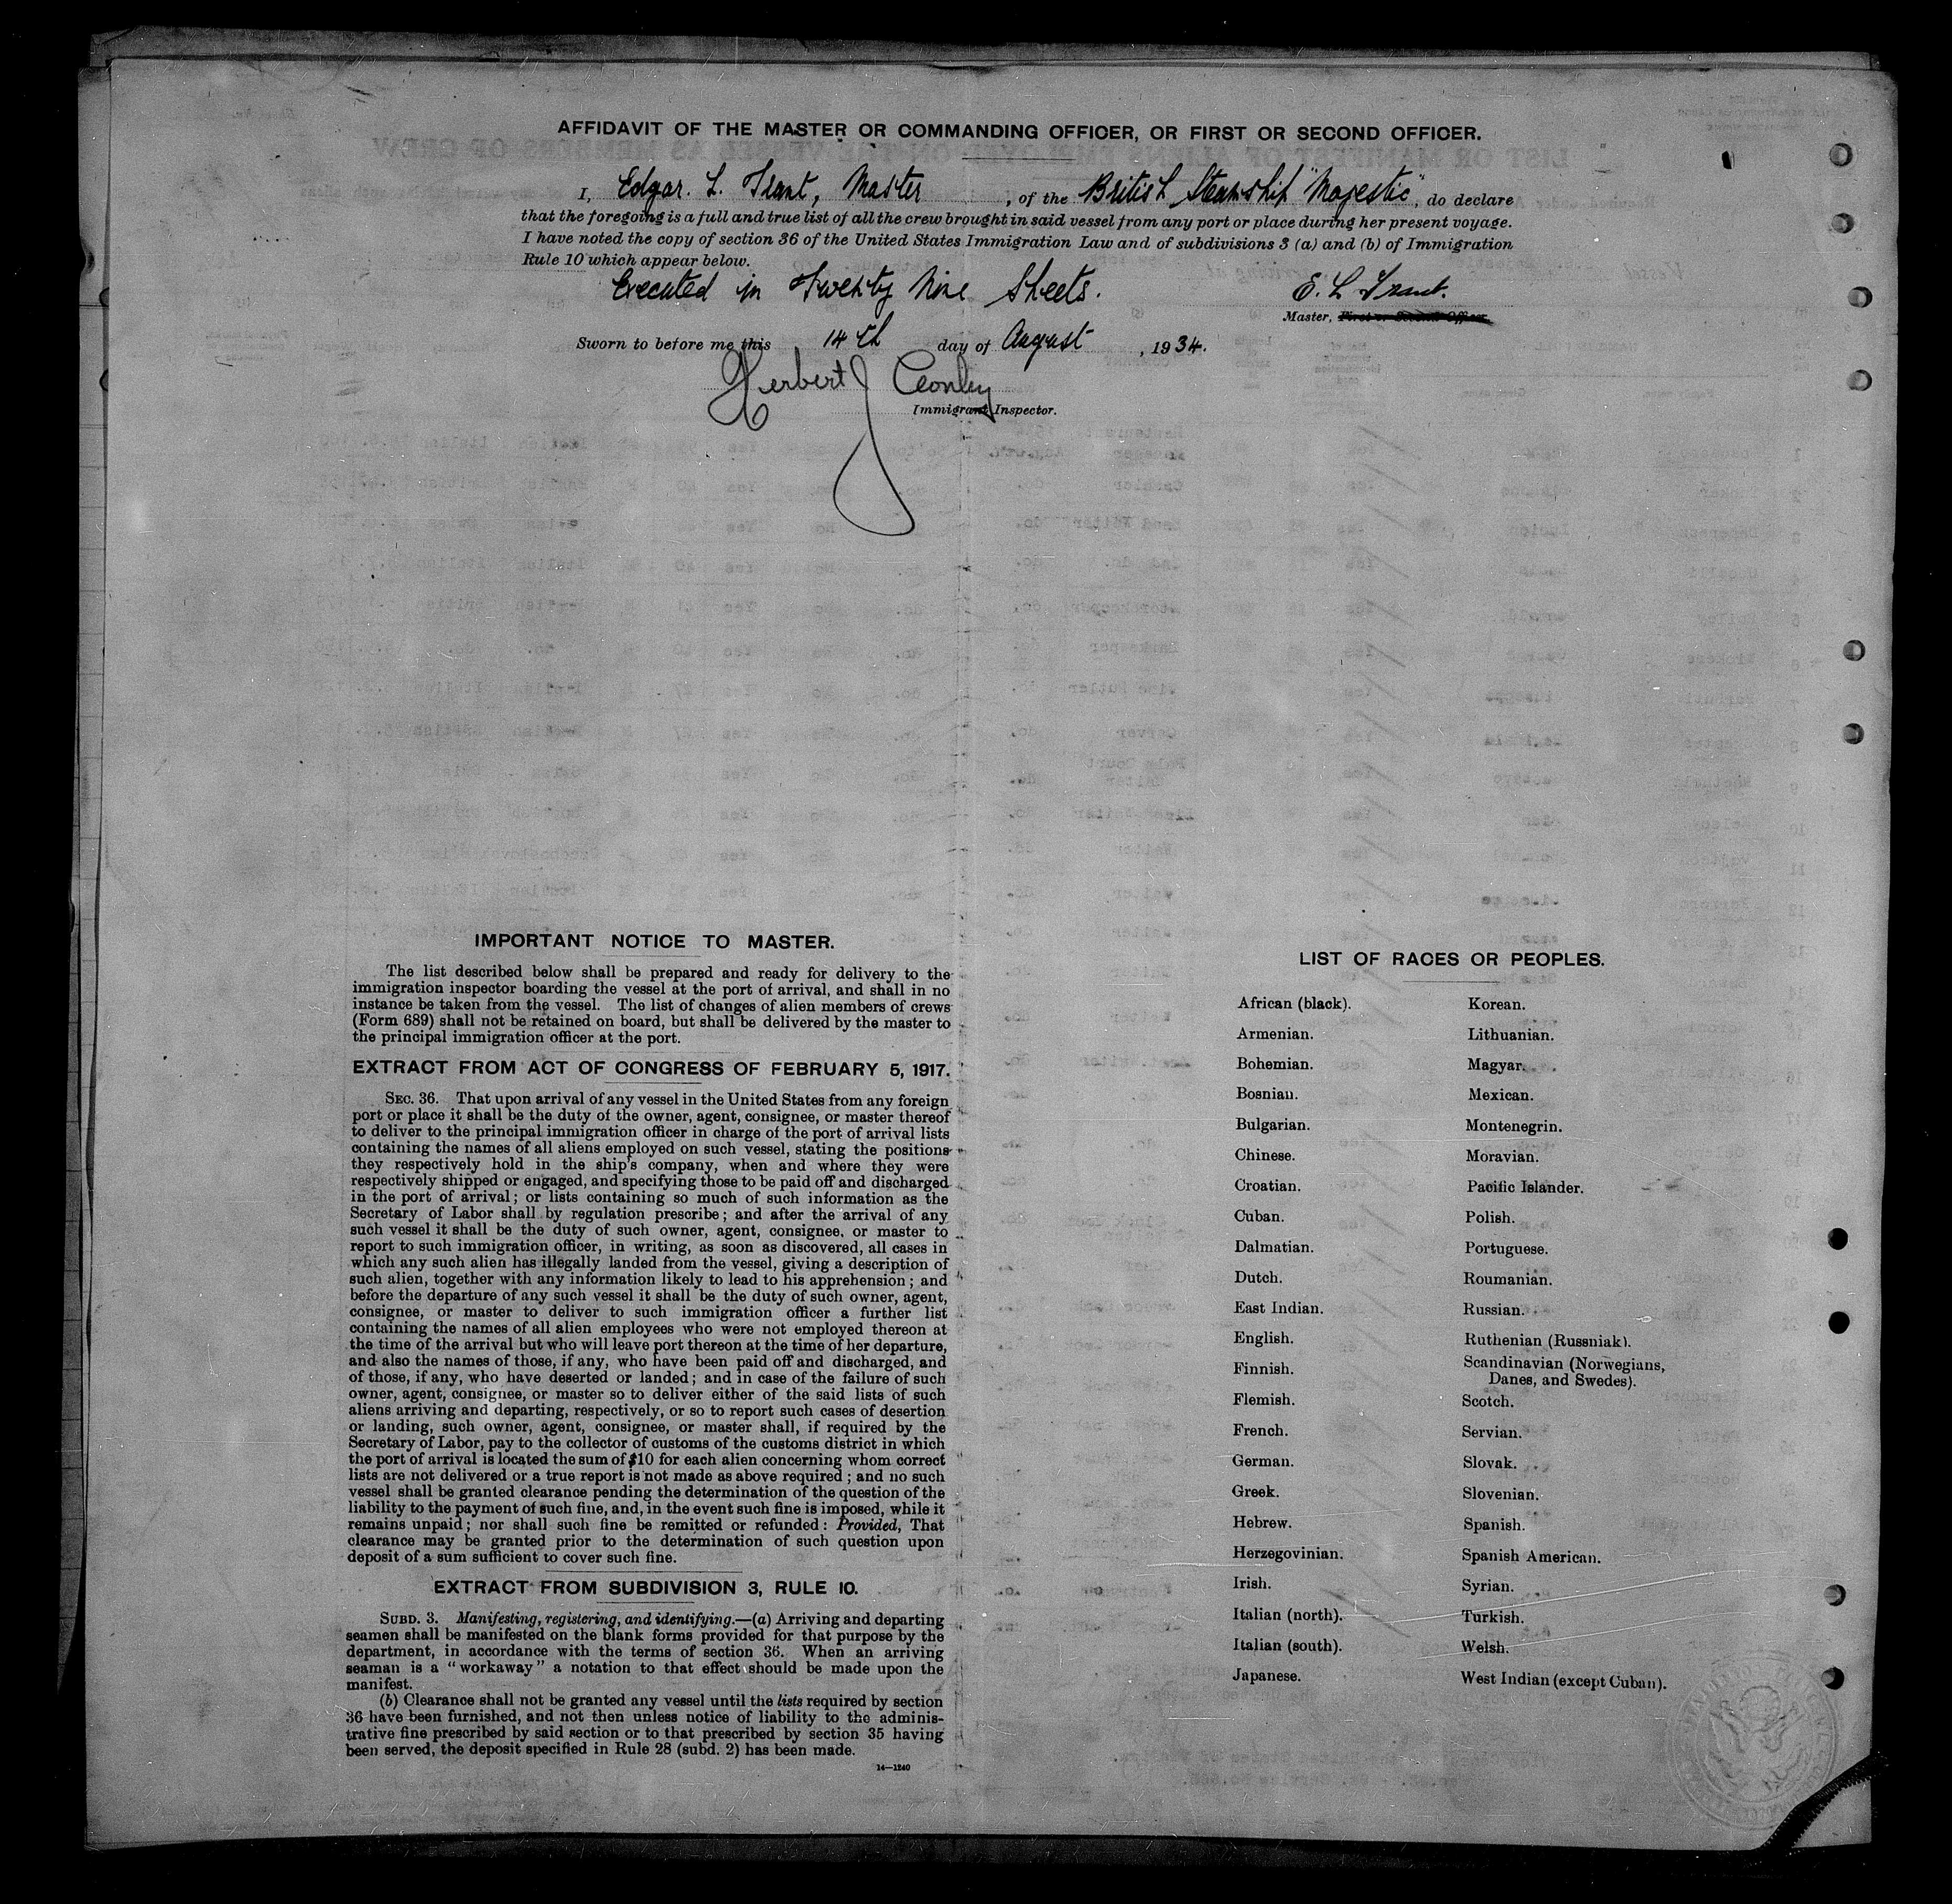 AFFIDAVIT OF THE MASTER OR COMMANDING OFFICER, OR FIRST OR SECOND OFFICER.
I, Edgar. L. Trant, Master, of the British Steamship "Majestic", do declare
that the foregoing is a full and true list of all the crew brought in said vessel from any port or place during her present voyage.
I have noted the copy of section 36 of the United States Immigration Law and of subdivisions 3 (a) and (b) of Immigration
Rule 10 which appear below.
Executed in Twenty Nine Sheets.
E. L Trant.
Master, First or Second Officer.
Sworn to before me this 14th day of August, 1934.
Herbert J Conley
Immigrant Inspector.
IMPORTANT NOTICE TO MASTER.
The list described below shall be prepared and ready for delivery to the
immigration inspector boarding the vessel at the port of arrival, and shall in no
instance be taken from the vessel. The list of changes of alien members of crews
(Form 689) shall not be retained on board, but shall be delivered by the master to
the principal immigration officer at the port.
EXTRACT FROM ACT OF CONGRESS OF FEBRUARY 5, 1917.
SEC. 36. That upon arrival of any vessel in the United States from any foreign
port or place it shall be the duty of the owner, agent, consignee, or master thereof
to deliver to the principal immigration officer in charge of the port of arrival lists
containing the names of all aliens employed on such vessel, stating the positions
they respectively hold in the ship's company, when and where they were
respectively shipped or engaged, and specifying those to be paid off and discharged
in the port of arrival; or lists containing so much of such information as the
Secretary of Labor shall by regulation prescribe; and after the arrival of any
such vessel it shall be the duty of such owner, agent, consignee, or master to
report to such immigration officer, in writing, as soon as discovered, all cases in
which any such alien has illegally landed from the vessel, giving a description of
such alien, together with any information likely to lead to his apprehension; and
before the departure of any such vessel it shall be the duty of such owner, agent,
consignee, or master to deliver to such immigration officer a further list
containing the names of all alien employees who were not employed thereon at
the time of the arrival but who will leave port thereon at the time of her departure,
and also the names of those, if any, who have been paid off and discharged, and
of those, if any, who have deserted or landed; and in case of the failure of such
owner, agent, consignee, or master so to deliver either of the said lists of such
aliens arriving and departing, respectively, or so to report such cases of desertion
or landing, such owner, agent, consignee, or master shall, if required by the
Secretary of Labor, pay to the collector of customs of the customs district in which
the port of arrival is located the sum of $10 for each alien concerning whom correct
lists are not delivered or a true report is not made as above required; and no such
vessel shall be granted clearance pending the determination of the question of the
liability to the payment of such fine, and, in the event such fine is imposed, while it
remains unpaid; nor shall such fine be remitted or refunded: Provided, That
clearance may be granted prior to the determination of such question upon
deposit of a sum sufficient to cover such fine.
EXTRACT FROM SUBDIVISION 3, RULE 10.
SUBD. 3. Manifesting, registering, and identifying.—(a) Arriving and departing
seamen shall be manifested on the blank forms provided for that purpose by the
department, in accordance with the terms of section 36. When an arriving
seaman is a "workaway" a notation to that effect should be made upon the
manifest.
(b) Clearance shall not be granted any vessel until the lists required by section
36 have been furnished, and not then unless notice of liability to the adminis-
trative fine prescribed by said section or to that prescribed by section 35 having
been served, the deposit specified in Rule 28 (subd. 2) has been made.
14—1240
LIST OF RACES OR PEOPLES.
African (black).
Armenian.
Bohemian.
Bosnian.
Bulgarian.
Chinese.
Croatian.
Cuban.
Dalmatian.
Dutch.
East Indian.
English.
Finnish.
Flemish.
French.
German.
Greek.
Hebrew.
Herzegovinian.
Irish.
Italian (north).
Italian (south).
Japanese.
Korean.
Lithuanian.
Magyar.
Mexican.
Montenegrin.
Moravian.
Pacific Islander.
Polish.
Portuguese.
Roumanian.
Russian.
Ruthenian (Russniak).
Scandinavian (Norwegians,
Danes, and Swedes).
Scotch.
Servian.
Slovak.
Slovenian.
Spanish.
Spanish American.
Syrian.
Turkish.
Welsh.
West Indian (except Cuban).